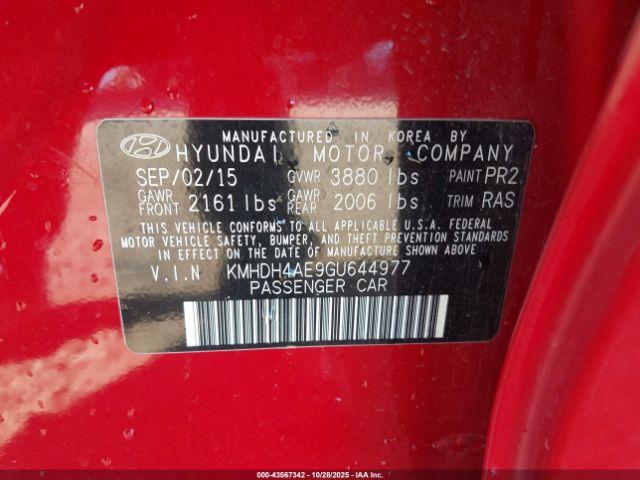 MANUFACTURED IN KOREA BY
HYUNDAI MOTOR COMPANY
SEP/02/15 GVWR 3880 lbs PAINT PR2
GAWR FRONT 2161 lbs GAWR REAR 2006 lbs TRIM RAS
THIS VEHICLE CONFORMS TO ALL APPLICABLE U.S.A. FEDERAL
MOTOR VEHICLE SAFETY, BUMPER, AND THEFT PREVENTION STANDARDS
IN EFFECT ON THE DATE OF MANUFACTURE SHOWN ABOVE.
V.I.N KMHDH4AE9GU644977
PASSENGER CAR
000-43567342 | 10/28/2025 | IAAI.COM